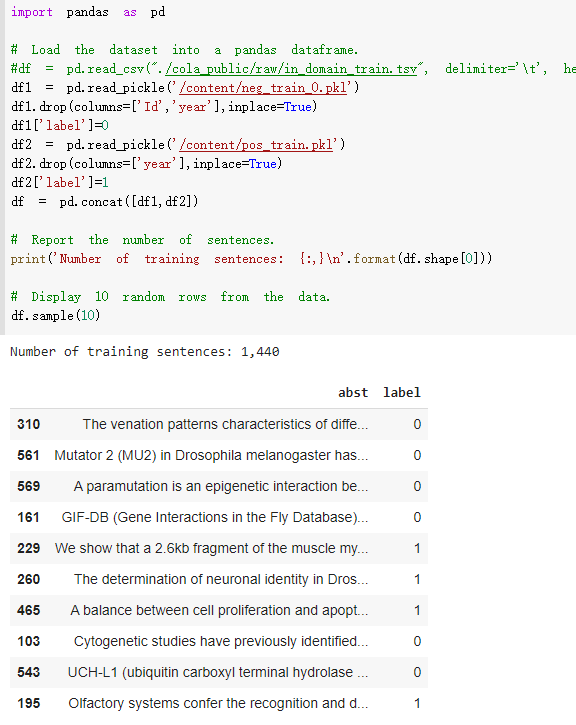 import pandas as pd
# Load the dataset into a pandas dataframe.
#df = pd.read_csv("./cola_public/raw/in_domain_train.tsv", delimiter='\t', he
df1 = pd.read_pickle('/content/neg_train_0.pkl')
df1.drop(columns=['Id','year'],inplace=True)
df1['label']=0
df2 = pd.read_pickle('/content/pos_train.pkl')
df2.drop(columns=['year'],inplace=True)
df2['label']=1
df = pd.concat([df1,df2])
# Report the number of sentences.
print('Number of training sentences: {:,}\n'.format(df.shape[0]))
# Display 10 random rows from the data.
df.sample(10)
Number of training sentences: 1,440
abst label
310 The venation patterns characteristics of diffe... 0
561 Mutator 2 (MU2) in Drosophila melanogaster has... 0
569 A paramutation is an epigenetic interaction be... 0
161 GIF-DB (Gene Interactions in the Fly Database)... 0
229 We show that a 2.6kb fragment of the muscle my... 1
260 The determination of neuronal identity in Dros... 1
465 A balance between cell proliferation and apopt... 1
103 Cytogenetic studies have previously identified... 0
543 UCH-L1 (ubiquitin carboxyl terminal hydrolase ... 0
195 Olfactory systems confer the recognition and d... 1